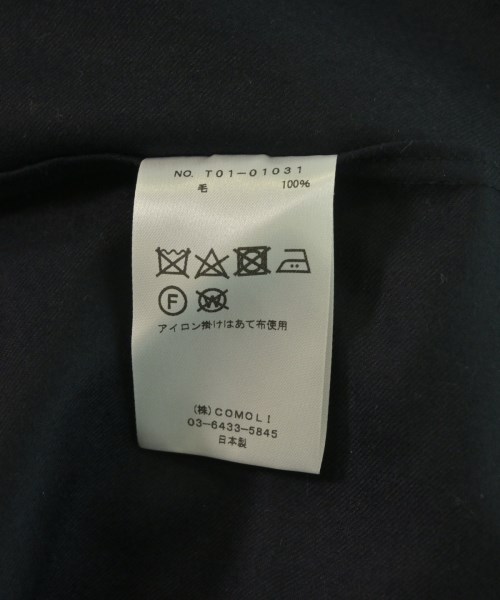 NO. T01-01031
毛 100%
F W
アイロン掛けはあて布使用
(株)COMOLI
03-6433-5845
日本製